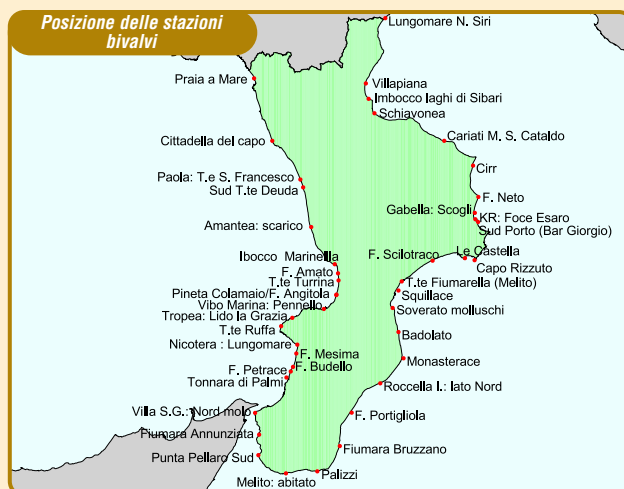 Posizione delle stazioni
bivalvi
Lungomare N. Siri
Praia a Mare
Villapiana
Imbocco laghi di Sibari
Schiavonea
Cittadella del capo
Cariati M. S. Cataldo
Cirr
Paola: T.e S. Francesco
Sud T.te Deuda
F. Neto
Gabella: Scogli
KR: Foce Esaro
Sud Porto (Bar Giorgio)
Amantea: scarico
Ibocco Marinellla
F. Scilotraco
Le Castella
Capo Rizzuto
F. Amato
T.te Turrina
T.te Fiumarella (Melito)
Pineta Colamaio/F. Angitola
Squillace
Vibo Marina: Pennello
Soverato molluschi
Tropea: Lido la Grazia
T.te Ruffa
Badolato
Nicotera : Lungomare
F. Mesima
Monasterace
F. Petrace
F. Budello
Tonnara di Palmi
Roccella I.: lato Nord
Villa S.G.: Nord molo
F. Portigliola
Fiumara Annunziata
Fiumara Bruzzano
Punta Pellaro Sud
Palizzi
Melito: abitato